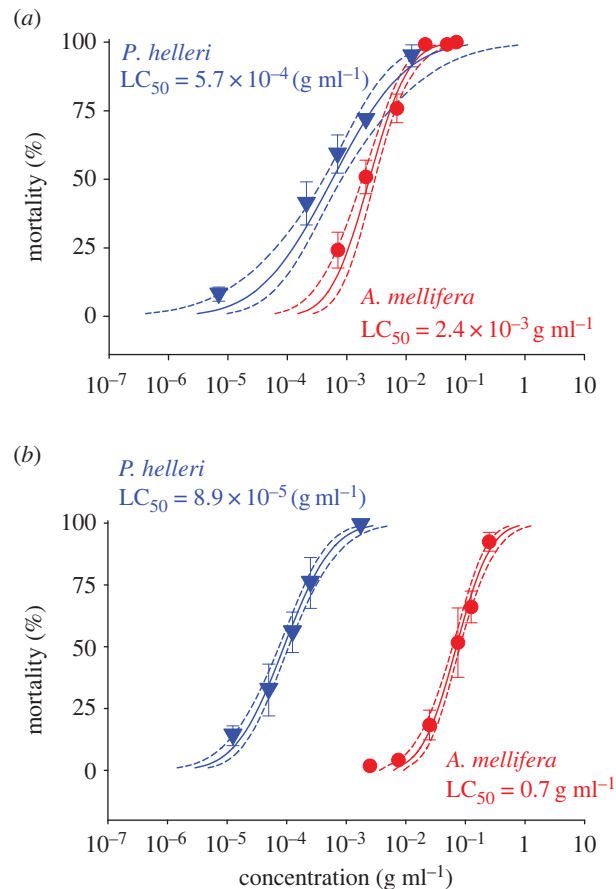 (a)
100
75
50
25
0
mortality (%)
P. helleri
LC₅₀ = 5.7 × 10⁻⁴ (g ml⁻¹)
A. mellifera
LC₅₀ = 2.4 × 10⁻³ g ml⁻¹
10⁻⁷ 10⁻⁶ 10⁻⁵ 10⁻⁴ 10⁻³ 10⁻² 10⁻¹ 1 10
(b)
P. helleri
LC₅₀ = 8.9 × 10⁻⁵ (g ml⁻¹)
100
75
50
25
0
mortality (%)
A. mellifera
LC₅₀ = 0.7 g ml⁻¹
10⁻⁷ 10⁻⁶ 10⁻⁵ 10⁻⁴ 10⁻³ 10⁻² 10⁻¹ 1 10
concentration (g ml⁻¹)